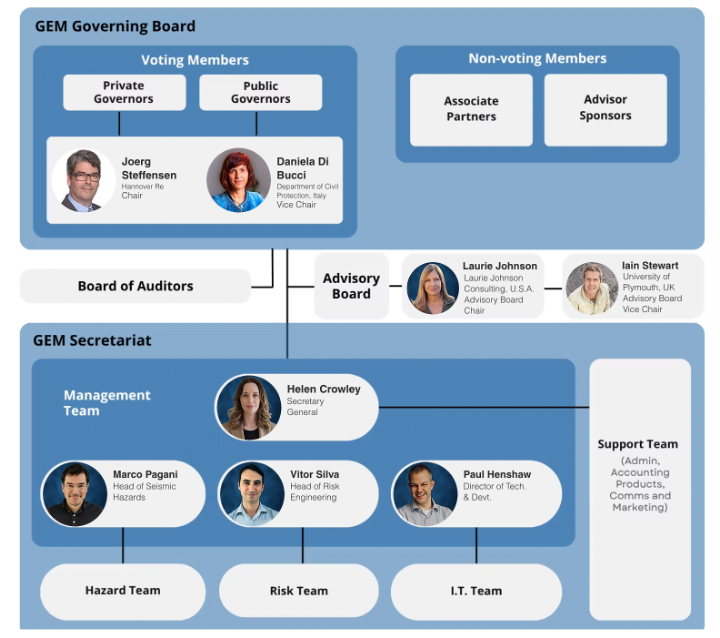 GEM Governing Board
Voting Members
Private
Governors
Public
Governors
Joerg
Steffensen
Hannover Re
Chair
Daniela Di
Bucci
Department of Civil
Protection, Italy
Vice Chair
Non-voting Members
Associate
Partners
Advisor
Sponsors
Board of Auditors
Advisory
Board
Laurie Johnson
Laurie Johnson
Consulting, U.S.A.
Advisory Board
Chair
Iain Stewart
University of
Plymouth, UK
Advisory Board
Vice Chair
GEM Secretariat
Management
Team
Helen Crowley
Secretary
General
Marco Pagani
Head of Seismic
Hazards
Vitor Silva
Head of Risk
Engineering
Paul Henshaw
Director of Tech.
& Devt.
Support Team
(Admin,
Accounting
Products,
Comms and
Marketing)
Hazard Team
Risk Team
I.T. Team